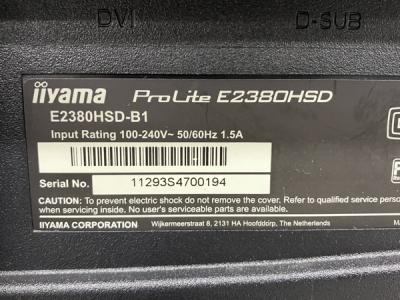 DVI D-SUB
iiyama ProLite E2380HSD
E2380HSD-B1
Input Rating 100-240V~ 50/60Hz 1.5A
Serial No. 11293S4700194
CAUTION: To prevent electric shock do not remove the cover. Refer to qualified service
when servicing inside. No user's serviceable parts are available.
IIYAMA CORPORATION Wijkermeerstraat 8, 2131 HA Hoofddorp, The Netherlands